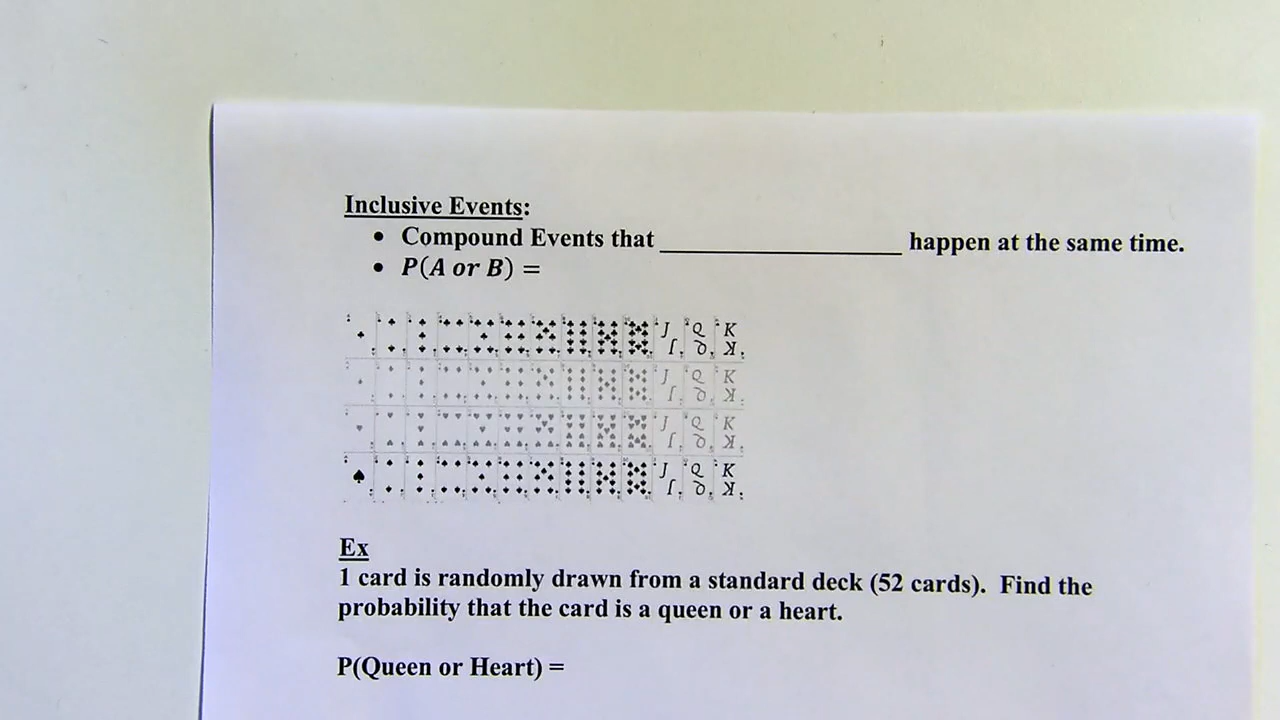 Inclusive Events:
• Compound Events that ____________________ happen at the same time.
• P(A or B) =
J Q K
J Q K
J Q K
J Q K
Ex
1 card is randomly drawn from a standard deck (52 cards). Find the
probability that the card is a queen or a heart.
P(Queen or Heart) =